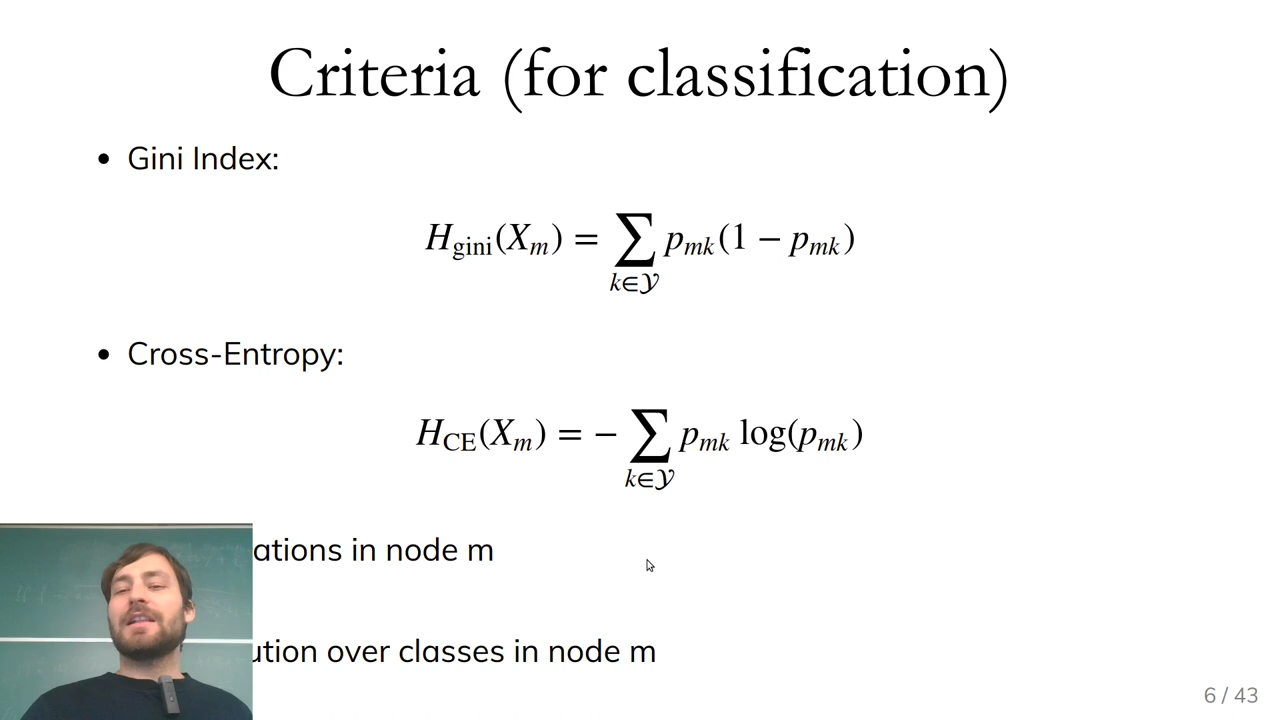 Criteria (for classification)
• Gini Index:
H_gini(X_m) = ∑_{k∈𝒴} p_mk(1 − p_mk)
• Cross-Entropy:
H_CE(X_m) = − ∑_{k∈𝒴} p_mk log(p_mk)
ations in node m
ution over classes in node m
6 / 43